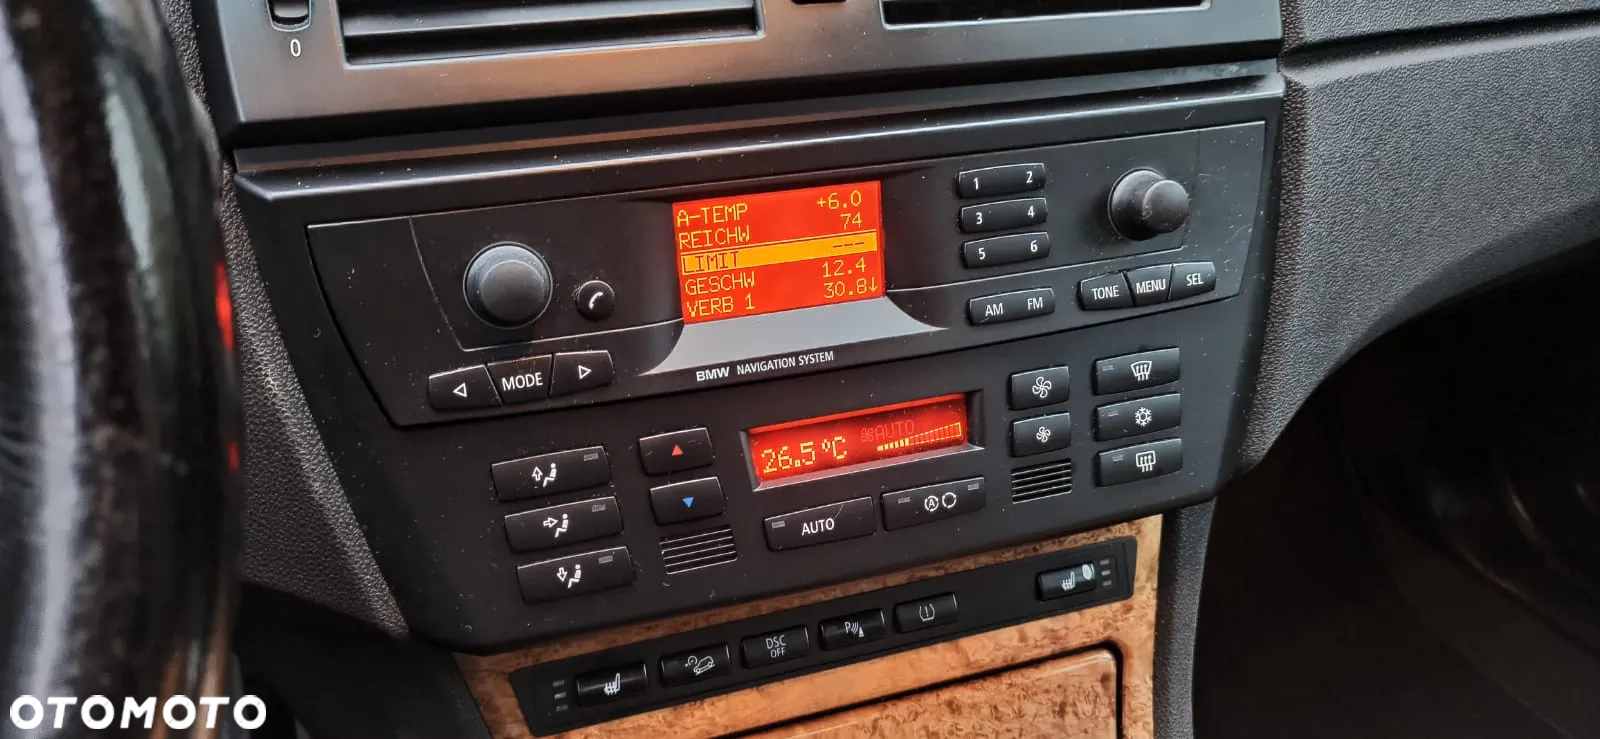 0
A-TEMP +6.0
REICHW 74
LIMIT ---
GESCHW 12.4
VERB 1 30.8↓
1 2
3 4
5 6
AM FM
TONE MENU SEL
MODE
BMW NAVIGATION SYSTEM
26.5°C AUTO
AUTO
A
DSC OFF
P
OTOMOTO